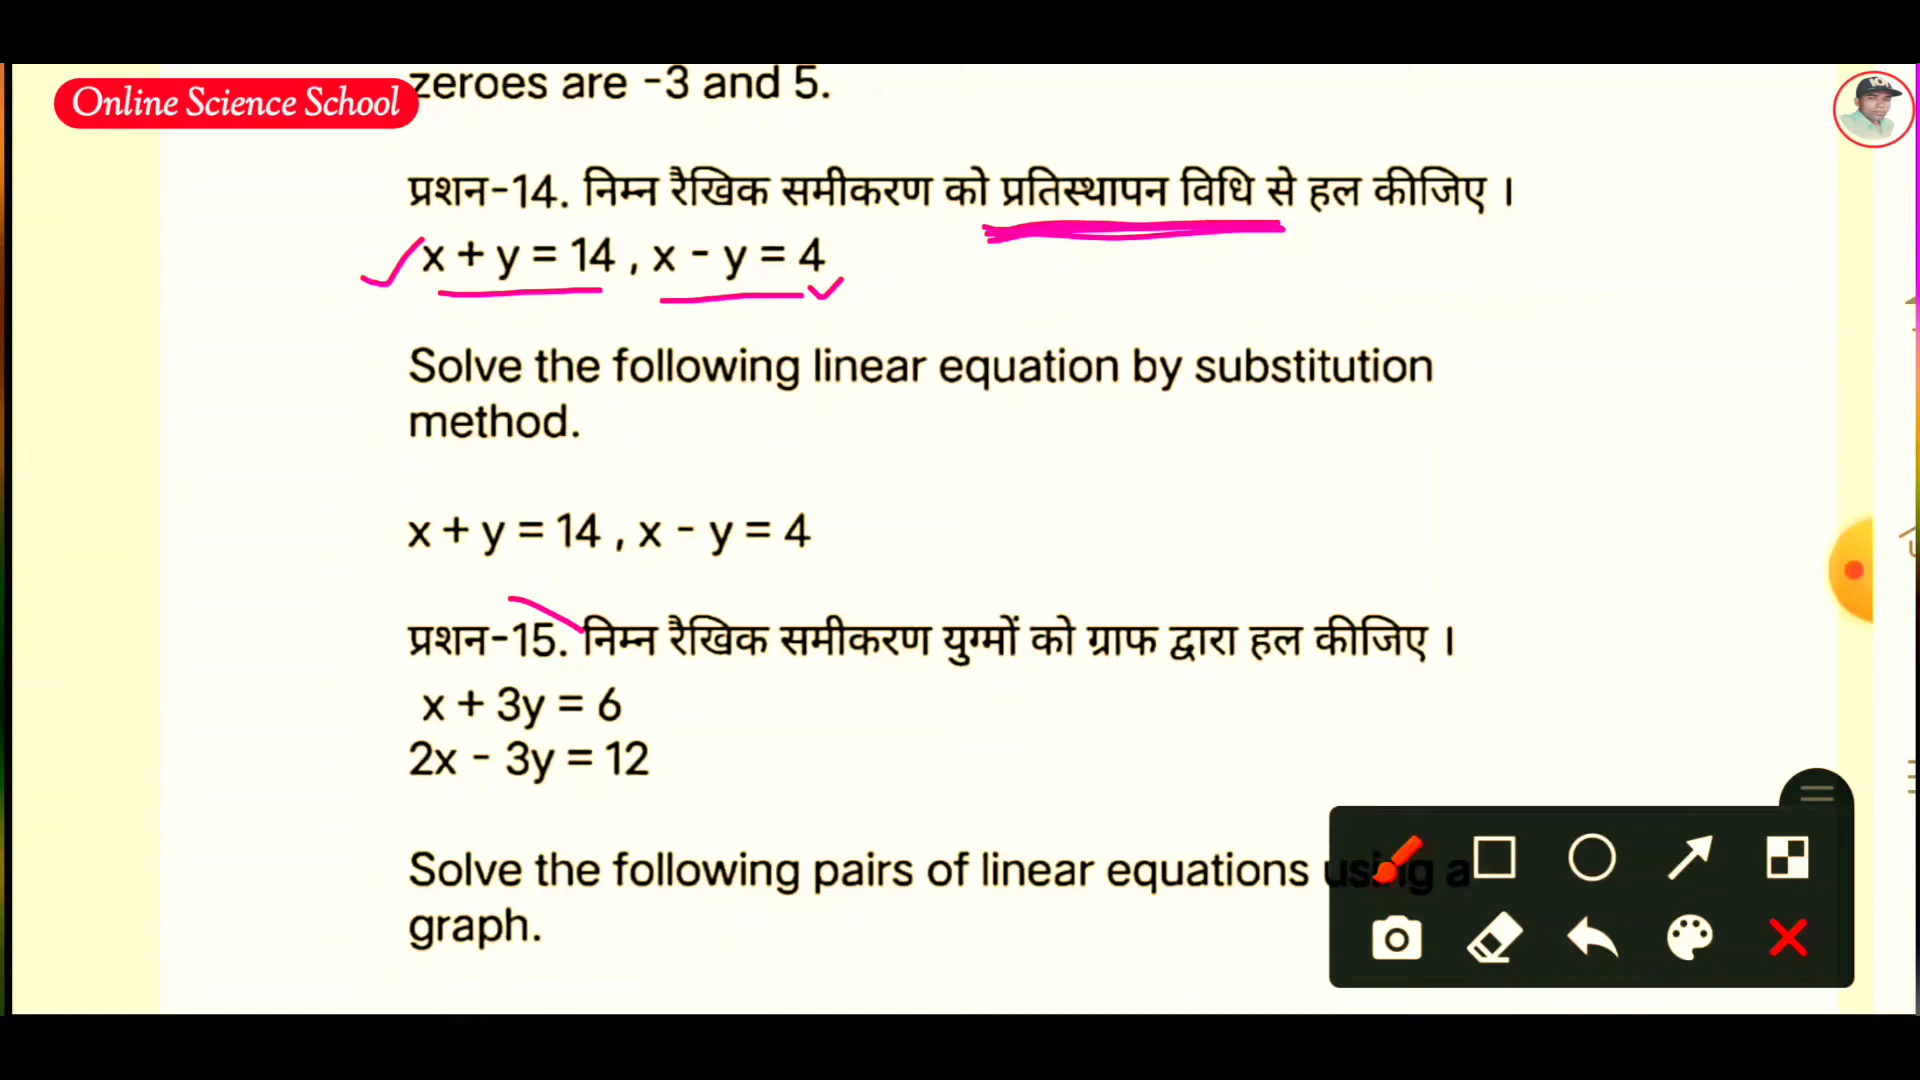 Online Science School
zeroes are -3 and 5.
प्रशन-14. निम्न रैखिक समीकरण को प्रतिस्थापन विधि से हल कीजिए ।
x + y = 14 , x - y = 4
Solve the following linear equation by substitution
method.
x + y = 14 , x - y = 4
प्रशन-15. निम्न रैखिक समीकरण युग्मों को ग्राफ द्वारा हल कीजिए ।
x + 3y = 6
2x - 3y = 12
Solve the following pairs of linear equations using a
graph.